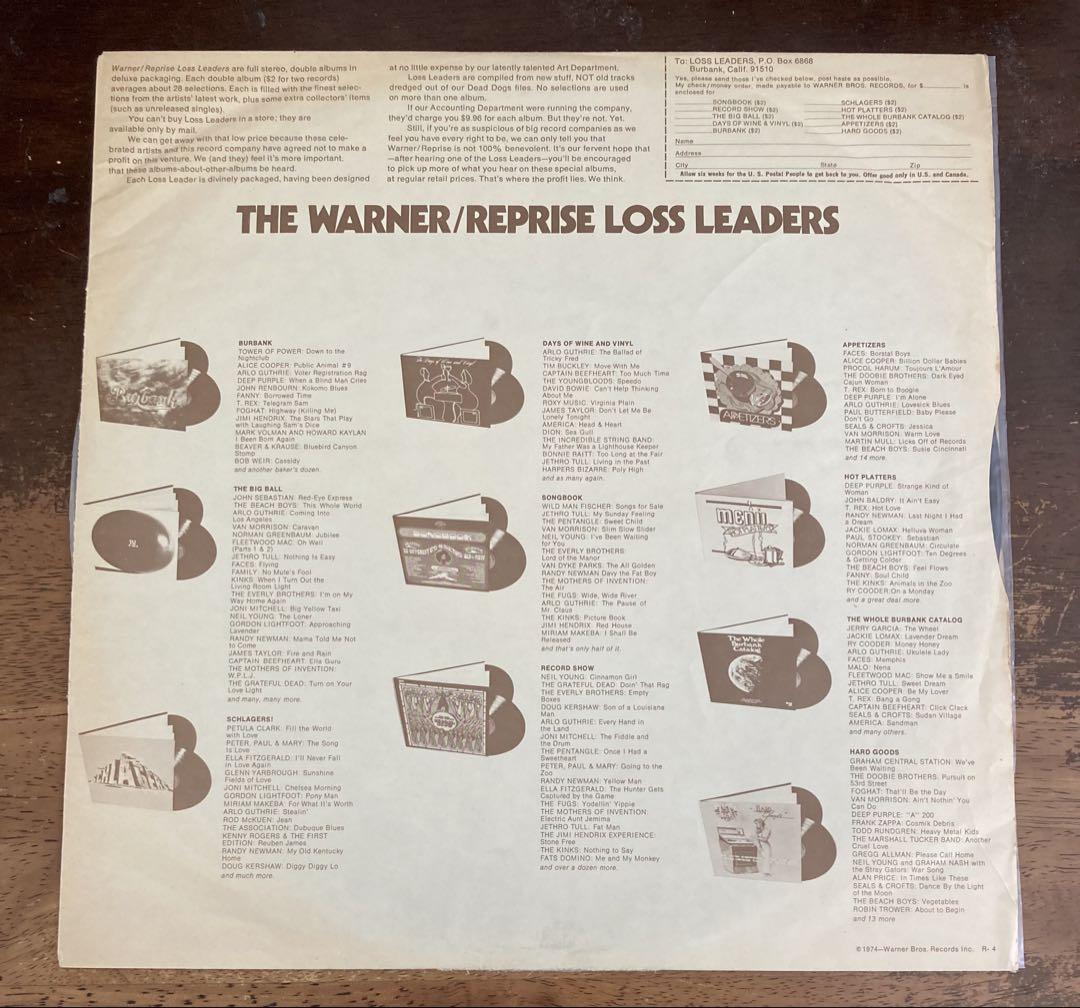 Warner/Reprise Loss Leaders are full stereo, double albums in
deluxe packaging. Each double album ($2 for two records)
averages about 28 selections. Each is filled with the finest selec-
tions from the artists' latest work, plus some extra collectors' items
(such as unreleased singles).
You can't buy Loss Leaders in a store; they are
available only by mail.
We can get away with that low price because these cele-
brated artists and this record company have agreed not to make a
profit on this venture. We (and they) feel it's more important
that these albums-about-other-albums be heard.
Each Loss Leader is divinely packaged, having been designed
at no little expense by our latently talented Art Department.
Loss Leaders are compiled from new stuff, NOT old tracks
dredged out of our Dead Dogs files. No selections are used
on more than one album.
If our Accounting Department were running the company,
they'd charge you $9.96 for each album. But they're not. Yet.
Still, if you're as suspicious of big record companies as we
feel you have every right to be, we can only tell you that
Warner/Reprise is not 100% benevolent. It's our fervent hope that
—after hearing one of the Loss Leaders—you'll be encouraged
to pick up more of what you hear on these special albums,
at regular retail prices. That's where the profit lies. We think.
To: LOSS LEADERS, P.O. Box 6868
Burbank, Calif. 91510
Yes, please send those I've checked below, post haste as possible.
My check/money order, made payable to WARNER BROS. RECORDS, for $ is
enclosed for
SONGBOOK ($2)
RECORD SHOW ($2)
THE BIG BALL ($2)
DAYS OF WINE & VINYL ($2)
BURBANK ($2)
SCHLAGERS ($2)
HOT PLATTERS ($2)
THE WHOLE BURBANK CATALOG ($2)
APPETIZERS ($2)
HARD GOODS ($2)
Name
Address
City State Zip
Allow six weeks for the U. S. Postal People to get back to you. Offer good only in U.S. and Canada.
THE WARNER/REPRISE LOSS LEADERS
Burbank
BURBANK
TOWER OF POWER: Down to the
Nightclub
ALICE COOPER: Public Animal #9
ARLO GUTHRIE: Voter Registration Rag
DEEP PURPLE: When a Blind Man Cries
JOHN RENBOURN: Kokomo Blues
FANNY: Borrowed Time
T. REX: Telegram Sam
FOGHAT: Highway (Killing Me)
JIMI HENDRIX: The Stars That Play
with Laughing Sam's Dice
MARK VOLMAN AND HOWARD KAYLAN
I Been Born Again
BEAVER & KRAUSE: Bluebird Canyon
Stomp
BOB WEIR: Cassidy
and another baker's dozen.
THE BIG BALL
JOHN SEBASTIAN: Red-Eye Express
THE BEACH BOYS: This Whole World
ARLO GUTHRIE: Coming Into
Los Angeles
VAN MORRISON: Caravan
NORMAN GREENBAUM: Jubilee
FLEETWOOD MAC: Oh Well
(Parts 1 & 2)
JETHRO TULL: Nothing Is Easy
FACES: Flying
FAMILY: No Mule's Fool
KINKS: When I Turn Out the
Living Room Light
THE EVERLY BROTHERS: I'm on My
Way Home Again
JONI MITCHELL: Big Yellow Taxi
NEIL YOUNG: The Loner
GORDON LIGHTFOOT: Approaching
Lavender
RANDY NEWMAN: Mama Told Me Not
to Come
JAMES TAYLOR: Fire and Rain
CAPTAIN BEEFHEART: Ella Guru
THE MOTHERS OF INVENTION:
W.P.L.J.
THE GRATEFUL DEAD: Turn on Your
Love Light
and many, many more.
SCHLAGERS!
PETULA CLARK: Fill the World
with Love
PETER, PAUL & MARY: The Song
Is Love
ELLA FITZGERALD: I'll Never Fall
in Love Again
GLENN YARBROUGH: Sunshine
Fields of Love
JONI MITCHELL: Chelsea Morning
GORDON LIGHTFOOT: Pony Man
MIRIAM MAKEBA: For What It's Worth
ARLO GUTHRIE: Stealin'
ROD McKUEN: Jean
THE ASSOCIATION: Dubuque Blues
KENNY ROGERS & THE FIRST
EDITION: Reuben James
RANDY NEWMAN: My Old Kentucky
Home
DOUG KERSHAW: Diggy Diggy Lo
and much more.
DAYS OF WINE AND VINYL
ARLO GUTHRIE: The Ballad of
Tricky Fred
TIM BUCKLEY: Move With Me
CAPTAIN BEEFHEART: Too Much Time
THE YOUNGBLOODS: Speedo
DAVID BOWIE: Can't Help Thinking
About Me
ROXY MUSIC: Virginia Plain
JAMES TAYLOR: Don't Let Me Be
Lonely Tonight
AMERICA: Head & Heart
DION: Sea Gull
THE INCREDIBLE STRING BAND:
My Father Was a Lighthouse Keeper
BONNIE RAITT: Too Long at the Fair
JETHRO TULL: Living in the Past
HARPERS BIZARRE: Poly High
and as many again.
SONGBOOK
WILD MAN FISCHER: Songs for Sale
JETHRO TULL: My Sunday Feeling
THE PENTANGLE: Sweet Child
VAN MORRISON: Slim Slow Slider
NEIL YOUNG: I've Been Waiting
for You
THE EVERLY BROTHERS:
Lord of the Manor
VAN DYKE PARKS: The All Golden
RANDY NEWMAN Davy the Fat Boy
THE MOTHERS OF INVENTION:
The Air
THE FUGS: Wide, Wide River
ARLO GUTHRIE: The Pause of
Mr. Claus
THE KINKS: Picture Book
JIMI HENDRIX: Red House
MIRIAM MAKEBA: I Shall Be
Released
and that's only half of it.
RECORD SHOW
NEIL YOUNG: Cinnamon Girl
THE GRATEFUL DEAD: Doin' That Rag
THE EVERLY BROTHERS: Empty
Boxes
DOUG KERSHAW: Son of a Louisiana
Man
ARLO GUTHRIE: Every Hand in
the Land
JONI MITCHELL: The Fiddle and
the Drum
THE PENTANGLE: Once I Had a
Sweetheart
PETER, PAUL & MARY: Going to the
Zoo
RANDY NEWMAN: Yellow Man
ELLA FITZGERALD: The Hunter Gets
Captured by the Game
THE FUGS: Yodellin' Yippie
THE MOTHERS OF INVENTION:
Electric Aunt Jemima
JETHRO TULL: Fat Man
THE JIMI HENDRIX EXPERIENCE:
Stone Free
THE KINKS: Nothing to Say
FATS DOMINO: Me and My Monkey
and over a dozen more.
APPETIZERS
APPETIZERS
FACES: Borstal Boys
ALICE COOPER: Billion Dollar Babies
PROCOL HARUM: Toujours L'Amour
THE DOOBIE BROTHERS: Dark Eyed
Cajun Woman
T. REX: Born to Boogie
DEEP PURPLE: I'm Alone
ARLO GUTHRIE: Lovesick Blues
PAUL BUTTERFIELD: Baby Please
Don't Go
SEALS & CROFTS: Jessica
VAN MORRISON: Warm Love
MARTIN MULL: Licks Off of Records
THE BEACH BOYS: Susie Cincinnati
and 14 more.
menu
HOT PLATTERS
DEEP PURPLE: Strange Kind of
Woman
JOHN BALDRY: It Ain't Easy
T. REX: Hot Love
RANDY NEWMAN: Last Night I Had
a Dream
JACKIE LOMAX: Helluva Woman
PAUL STOOKEY: Sebastian
NORMAN GREENBAUM: Circulate
GORDON LIGHTFOOT: Ten Degrees
& Getting Colder
THE BEACH BOYS: Feel Flows
FANNY: Soul Child
THE KINKS: Animals in the Zoo
RY COODER: On a Monday
and a great deal more.
The Whole
Burbank
Catalog
THE WHOLE BURBANK CATALOG
JERRY GARCIA: The Wheel
JACKIE LOMAX: Lavender Dream
RY COODER: Money Honey
ARLO GUTHRIE: Ukulele Lady
FACES: Memphis
MALO: Nena
FLEETWOOD MAC: Show Me a Smile
JETHRO TULL: Sweet Dream
ALICE COOPER: Be My Lover
T. REX: Bang a Gong
CAPTAIN BEEFHEART: Click Clack
SEALS & CROFTS: Sudan Village
AMERICA: Sandman
and many others.
HARD GOODS
GRAHAM CENTRAL STATION: We've
Been Waiting
THE DOOBIE BROTHERS: Pursuit on
53rd Street
FOGHAT: That'll Be the Day
VAN MORRISON: Ain't Nothin' You
Can Do
DEEP PURPLE: "A" 200
FRANK ZAPPA: Cosmik Debris
TODD RUNDGREN: Heavy Metal Kids
THE MARSHALL TUCKER BAND: Another
Cruel Love
GREGG ALLMAN: Please Call Home
NEIL YOUNG and GRAHAM NASH with
the Stray Gators: War Song
ALAN PRICE: In Times Like These
SEALS & CROFTS: Dance By the Light
of the Moon
THE BEACH BOYS: Vegetables
ROBIN TROWER: About to Begin
and 13 more
©1974—Warner Bros. Records Inc. R- 4